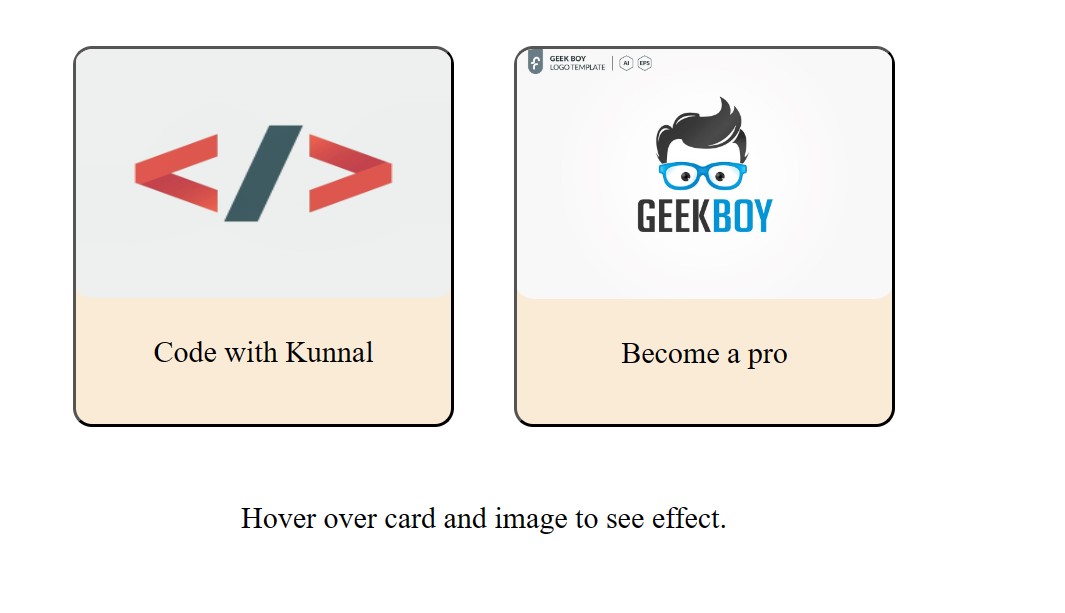 GEEK BOY
LOGO TEMPLATE
AI
EPS
GEEKBOY
Code with Kunnal
Become a pro
Hover over card and image to see effect.